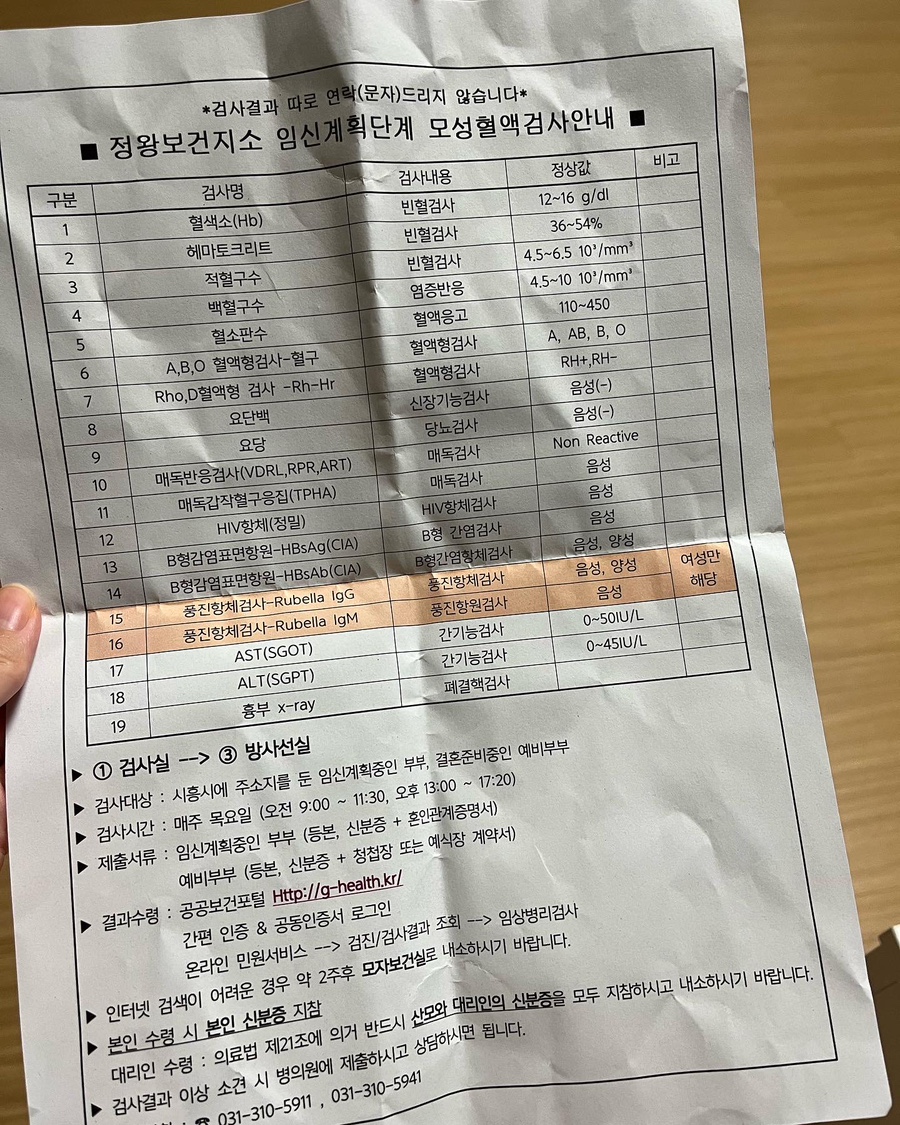 *검사결과 따로 연락(문자)드리지 않습니다*
■ 정왕보건지소 임신계획단계 모성혈액검사안내 ■
구분 검사명 검사내용 정상값 비고
1 혈색소(Hb) 빈혈검사 12~16 g/dl
2 헤마토크리트 빈혈검사 36~54%
3 적혈구수 빈혈검사 4.5~6.5 10³/mm³
4 백혈구수 염증반응 4.5~10 10³/mm³
5 혈소판수 혈액응고 110~450
6 A,B,O 혈액형검사-혈구 혈액형검사 A, AB, B, O
7 Rho,D혈액형 검사 -Rh-Hr 혈액형검사 RH+,RH-
8 요단백 신장기능검사 음성(-)
9 요당 당뇨검사 음성(-)
10 매독반응검사(VDRL,RPR,ART) 매독검사 Non Reactive
11 매독감작혈구응집(TPHA) 매독검사 음성
12 HIV항체(정밀) HIV항체검사 음성
13 B형감염표면항원-HBsAg(CIA) B형 간염검사 음성
14 B형감염표면항원-HBsAb(CIA) B형간염항체검사 음성, 양성
15 풍진항체검사-Rubella IgG 풍진항체검사 음성, 양성 여성만 해당
16 풍진항체검사-Rubella IgM 풍진항원검사 음성
17 AST(SGOT) 간기능검사 0~50IU/L
18 ALT(SGPT) 간기능검사 0~45IU/L
19 흉부 x-ray 폐결핵검사
▶ ① 검사실 --> ③ 방사선실
▶ 검사대상 : 시흥시에 주소지를 둔 임신계획중인 부부, 결혼준비중인 예비부부
▶ 검사시간 : 매주 목요일 (오전 9:00 ~ 11:30, 오후 13:00 ~ 17:20)
▶ 제출서류 : 임신계획중인 부부 (등본, 신분증 + 혼인관계증명서)
예비부부 (등본, 신분증 + 청첩장 또는 예식장 계약서)
▶ 결과수령 : 공공보건포털 Http://g-health.kr/
간편 인증 & 공동인증서 로그인
온라인 민원서비스 --> 검진/검사결과 조회 --> 임상병리검사
▶ 인터넷 검색이 어려운 경우 약 2주후 모자보건실로 내소하시기 바랍니다.
▶ 본인 수령 시 본인 신분증 지참
대리인 수령 : 의료법 제21조에 의거 반드시 산모와 대리인의 신분증을 모두 지참하시고 내소하시기 바랍니다.
▶ 검사결과 이상 소견 시 병의원에 제출하시고 상담하시면 됩니다.
: ☎ 031-310-5911 , 031-310-5941